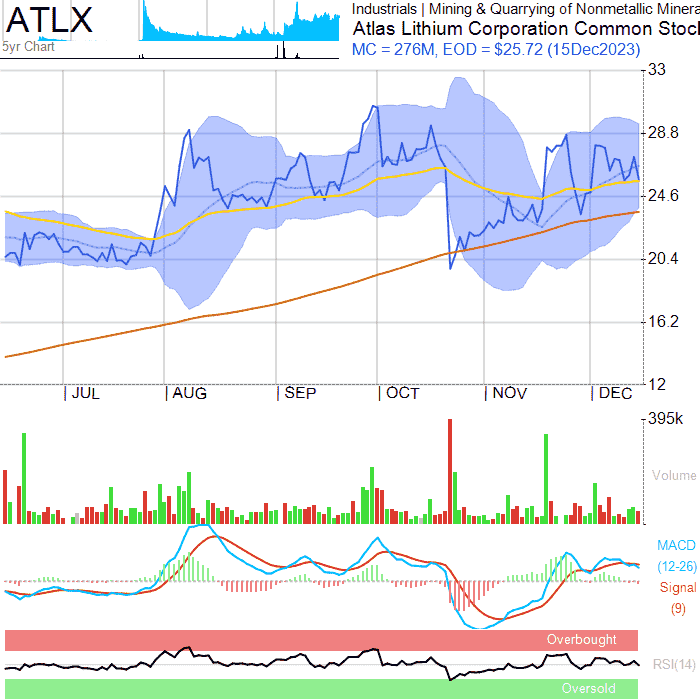 ATLX
5yr Chart
Industrials | Mining & Quarrying of Nonmetallic Minera
Atlas Lithium Corporation Common Stoc
MC = 276M, EOD = $25.72 (15Dec2023)
33
28.8
24.6
20.4
16.2
12
JUL AUG SEP OCT NOV DEC
395k
Volume
MACD
(12-26)
Signal
(9)
Overbought
RSI(14)
Oversold